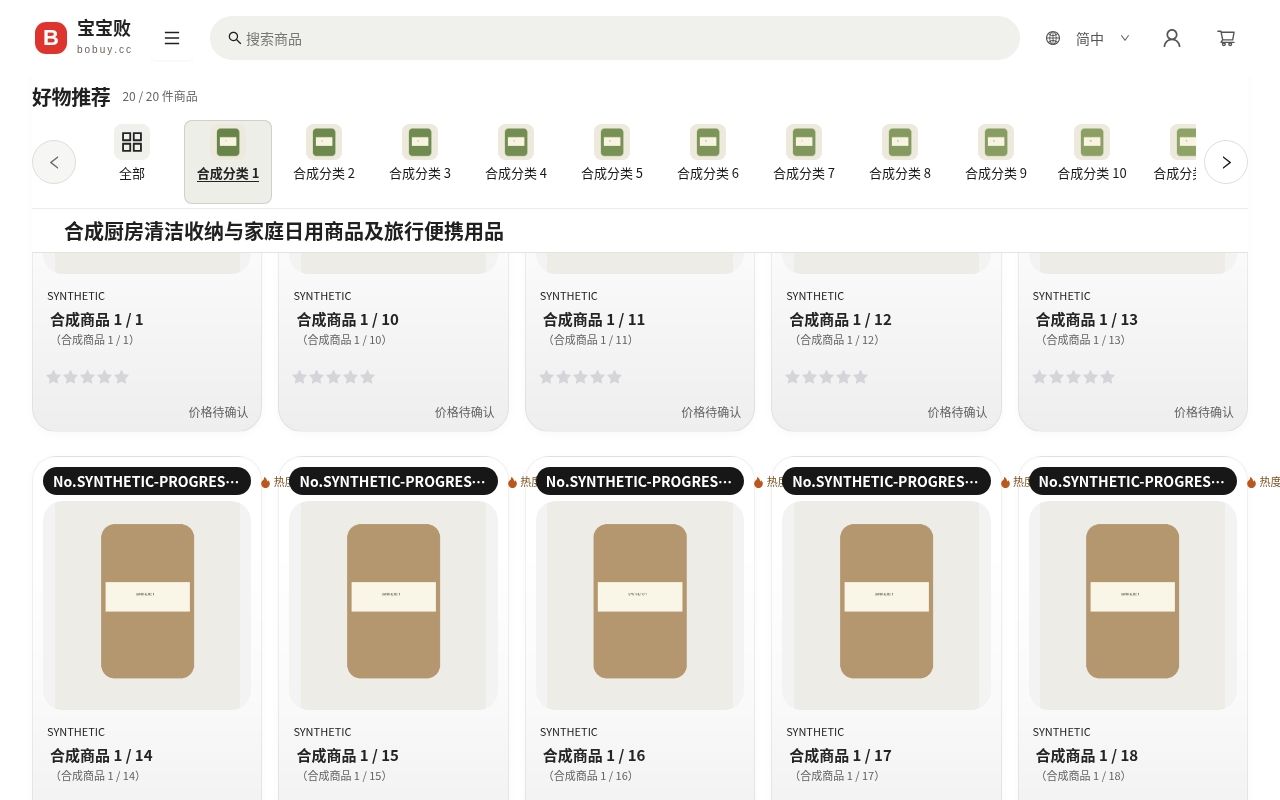 B 宝宝败
bobuy.cc
搜索商品
简中
好物推荐 20 / 20 件商品
全部 合成分类 1 合成分类 2 合成分类 3 合成分类 4 合成分类 5 合成分类 6 合成分类 7 合成分类 8 合成分类 9 合成分类 10 合成分
合成厨房清洁收纳与家庭日用商品及旅行便携用品
SYNTHETIC SYNTHETIC SYNTHETIC SYNTHETIC SYNTHETIC
合成商品 1 / 1 合成商品 1 / 10 合成商品 1 / 11 合成商品 1 / 12 合成商品 1 / 13
（合成商品 1 / 1） （合成商品 1 / 10） （合成商品 1 / 11） （合成商品 1 / 12） （合成商品 1 / 13）
价格待确认 价格待确认 价格待确认 价格待确认 价格待确认
No.SYNTHETIC-PROGRES… 热度 No.SYNTHETIC-PROGRES… 热度 No.SYNTHETIC-PROGRES… 热度 No.SYNTHETIC-PROGRES… 热度 No.SYNTHETIC-PROGRES… 热度
SYNTHETIC SYNTHETIC SYNTHETIC SYNTHETIC SYNTHETIC
合成商品 1 / 14 合成商品 1 / 15 合成商品 1 / 16 合成商品 1 / 17 合成商品 1 / 18
（合成商品 1 / 14） （合成商品 1 / 15） （合成商品 1 / 16） （合成商品 1 / 17） （合成商品 1 / 18）